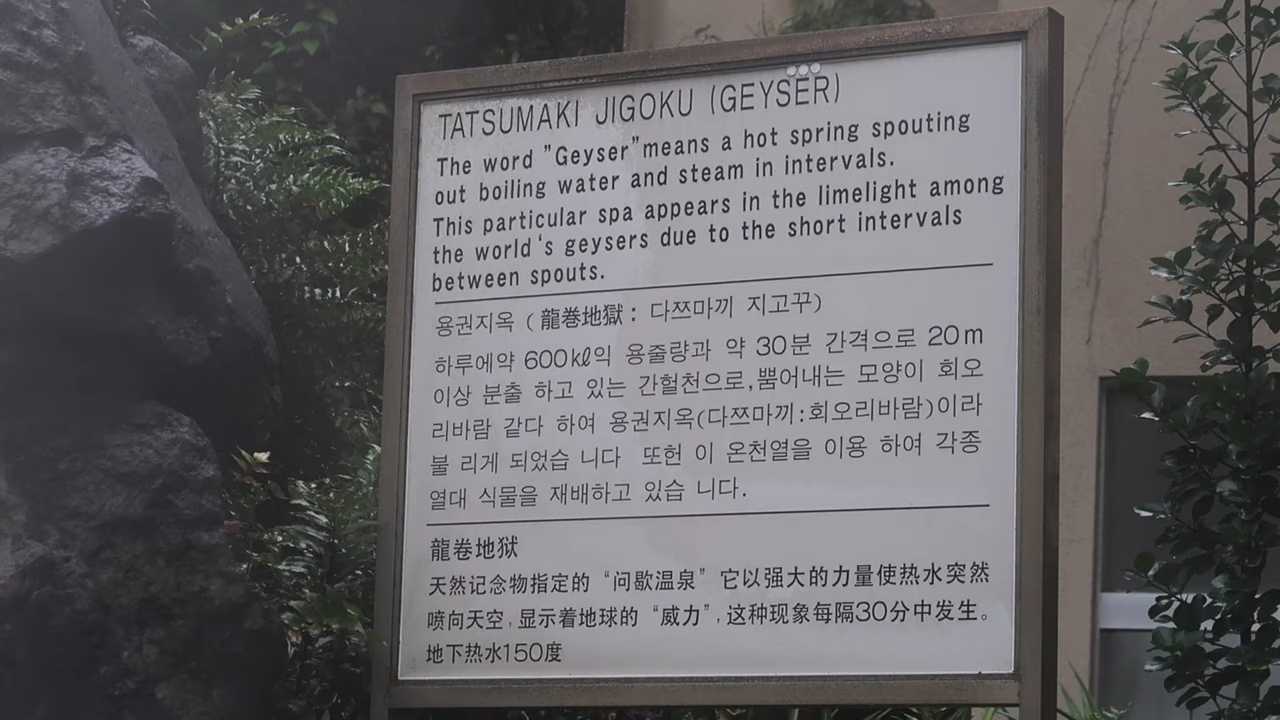 TATSUMAKI JIGOKU (GEYSER)
The word "Geyser"means a hot spring spouting
out boiling water and steam in intervals.
This particular spa appears in the limelight among
the world's geysers due to the short intervals
between spouts.
용권지옥 ( 龍巻地獄 : 다쯔마끼 지고꾸)
하루에약 600kℓ의 용출량과 약 30분 간격으로 20m
이상 분출 하고 있는 간헐천으로,뿜어내는 모양이 회오
리바람 같다 하여 용권지옥(다쯔마끼:회오리바람)이라
불 리게 되었습 니다 또헌 이 온천열을 이용 하여 각종
열대 식물을 재배하고 있습 니다.
龍巻地獄
天然记念物指定的 “问歇温泉” 它以强大的力量使热水突然
喷向天空,显示着地球的 “威力”,这种现象每隔30分中发生。
地下热水150度